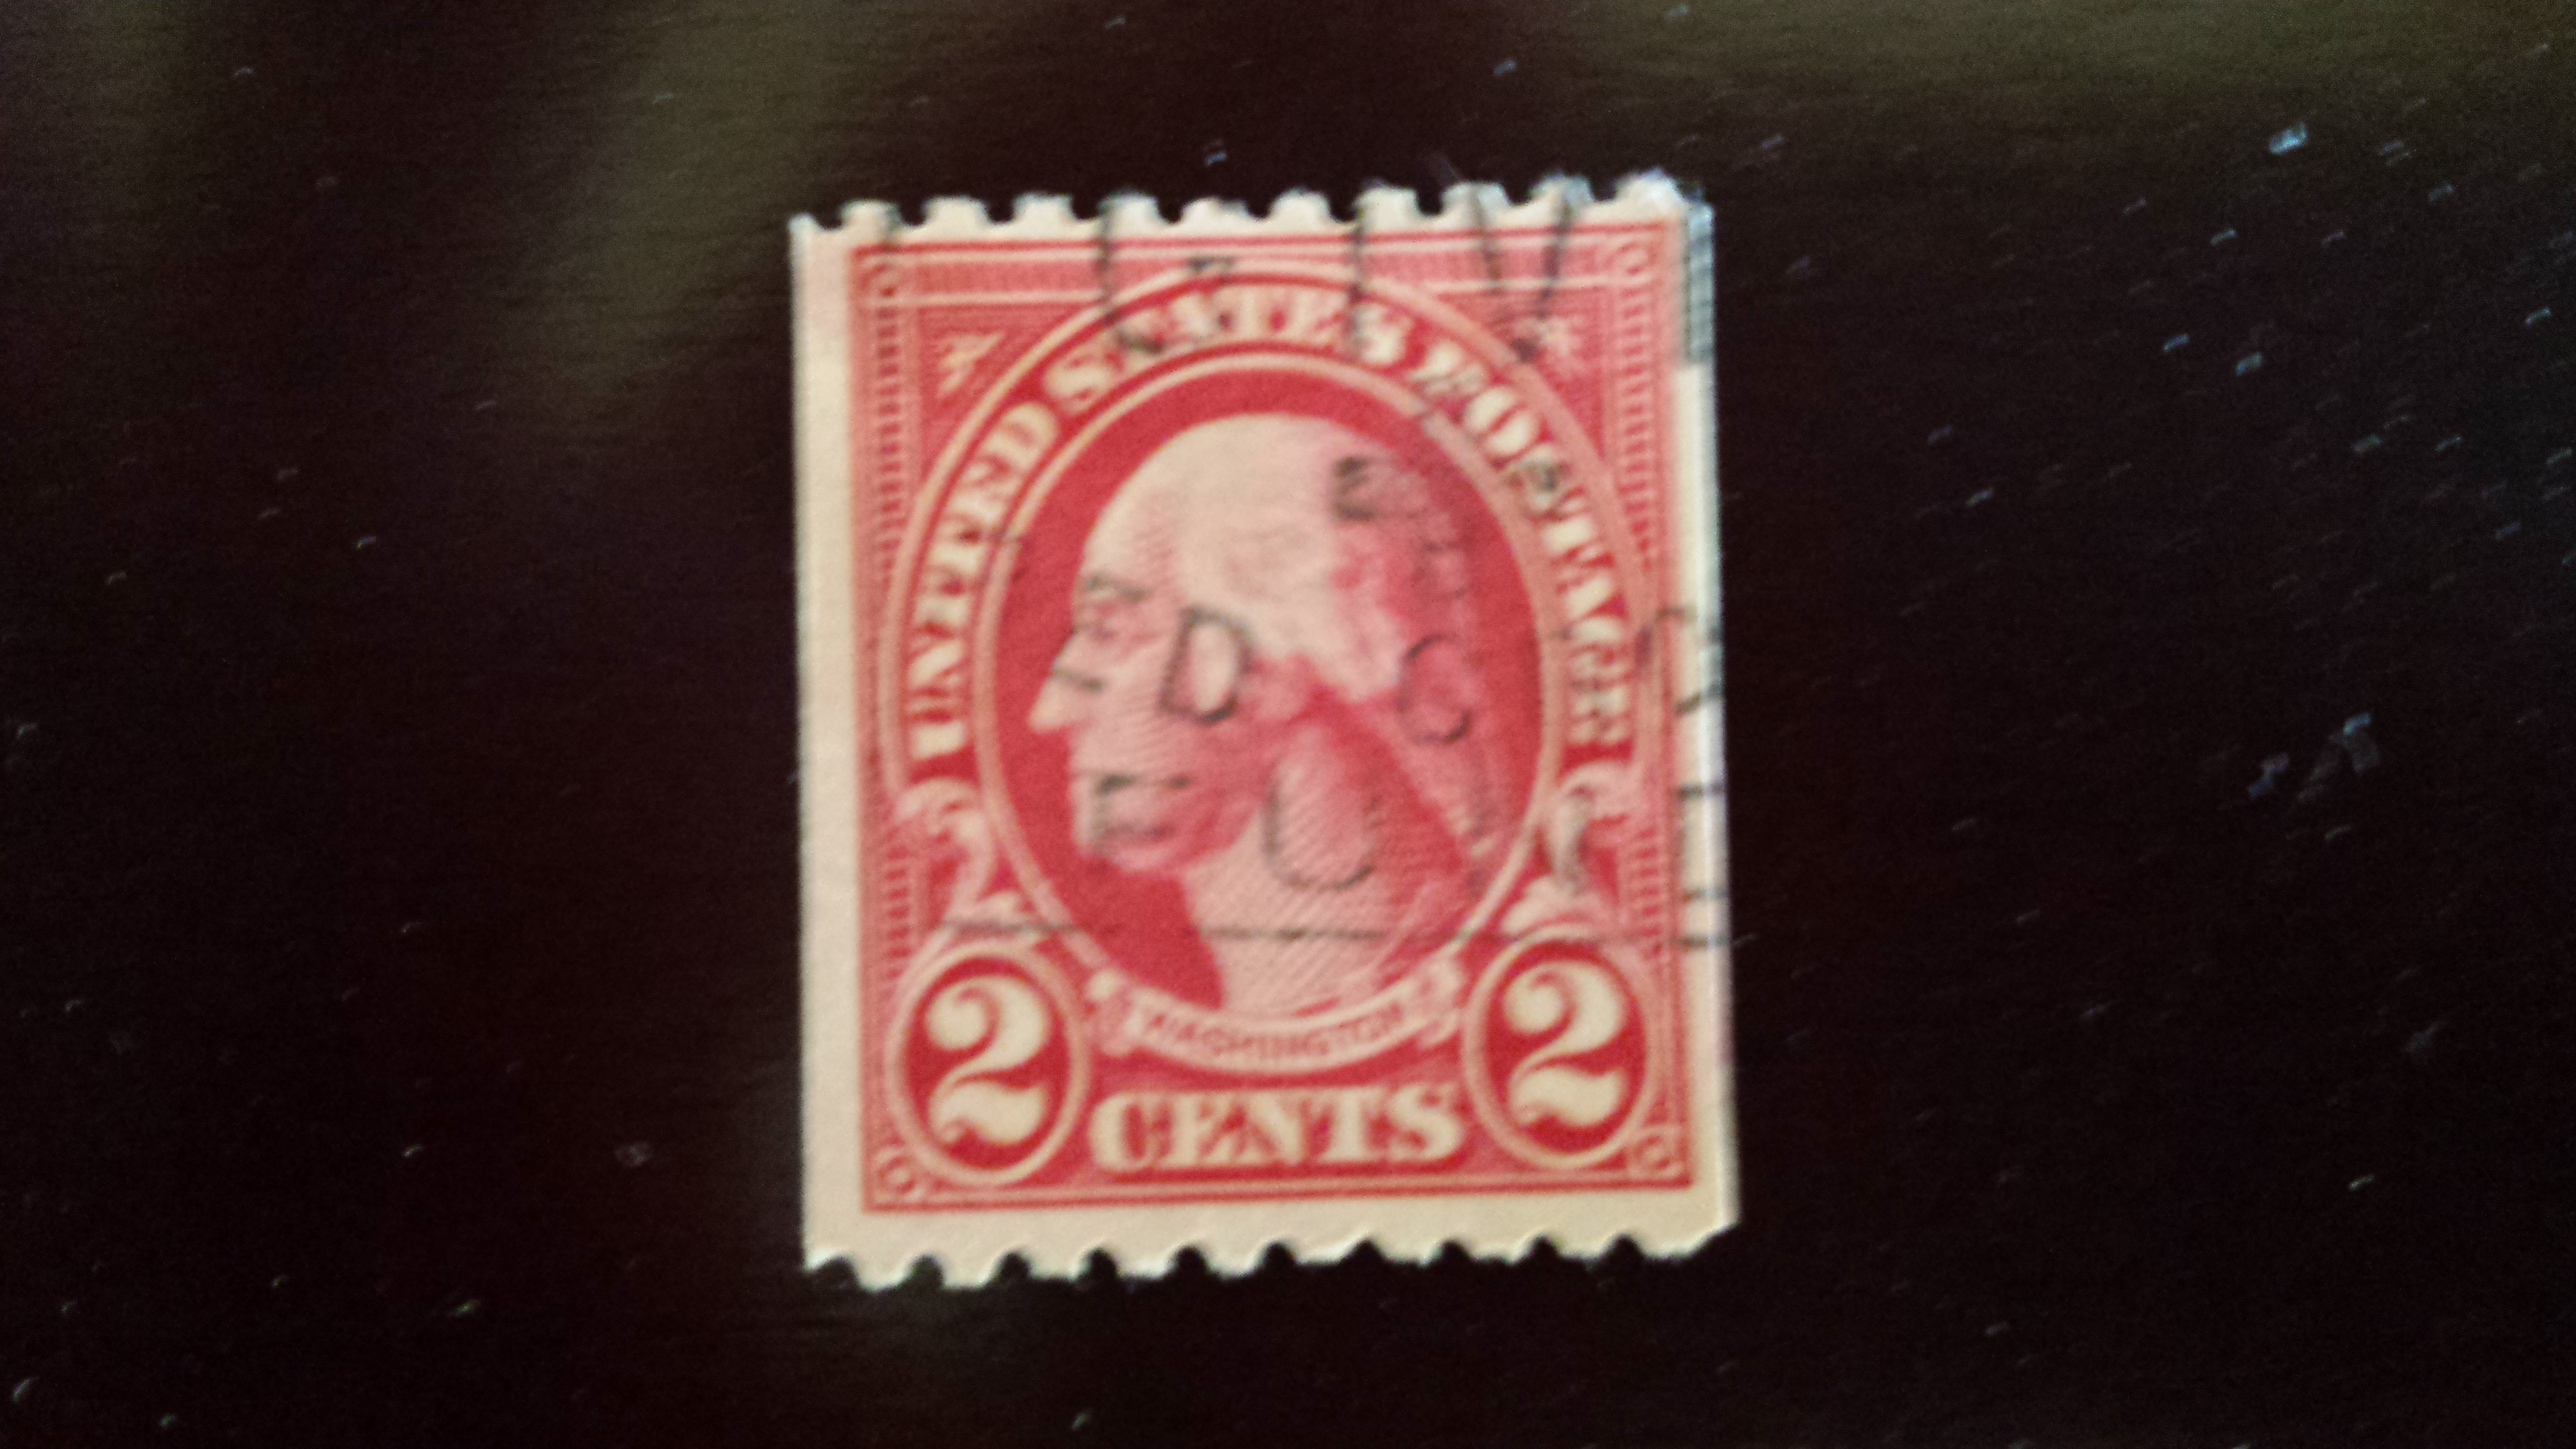 UNITED STATES POSTAGE
WASHINGTON
2 CENTS 2